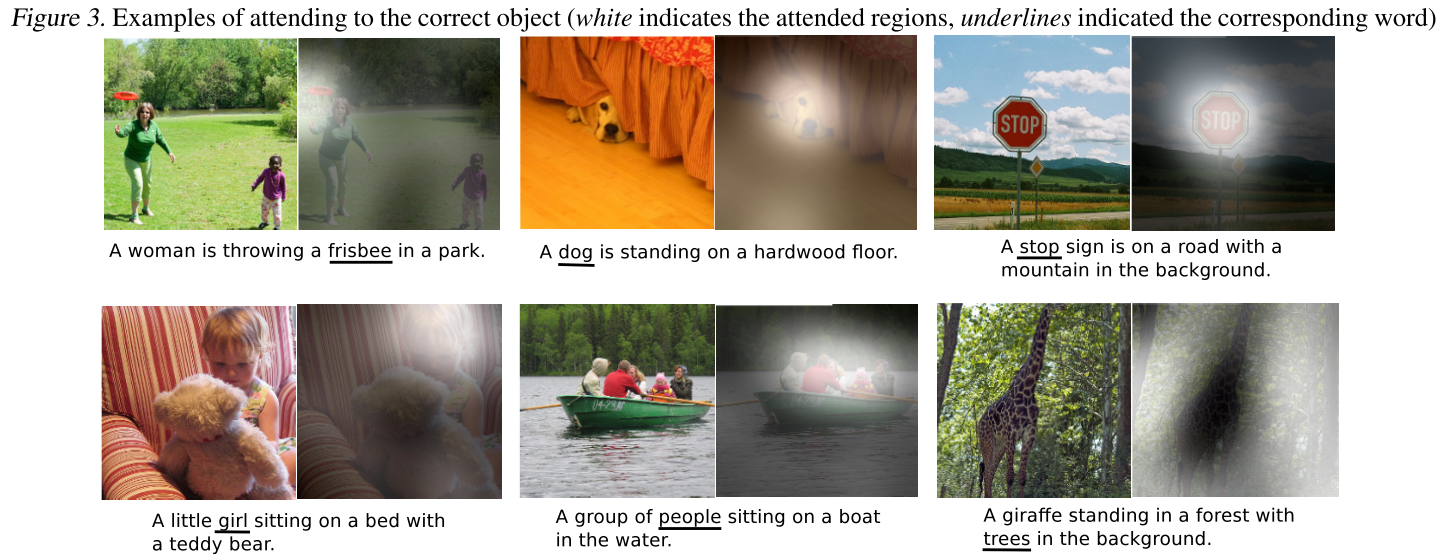 Figure 3. Examples of attending to the correct object (white indicates the attended regions, underlines indicated the corresponding word)
STOP
STOP
A woman is throwing a frisbee in a park.
A dog is standing on a hardwood floor.
A stop sign is on a road with a
mountain in the background.
A little girl sitting on a bed with
a teddy bear.
A group of people sitting on a boat
in the water.
A giraffe standing in a forest with
trees in the background.